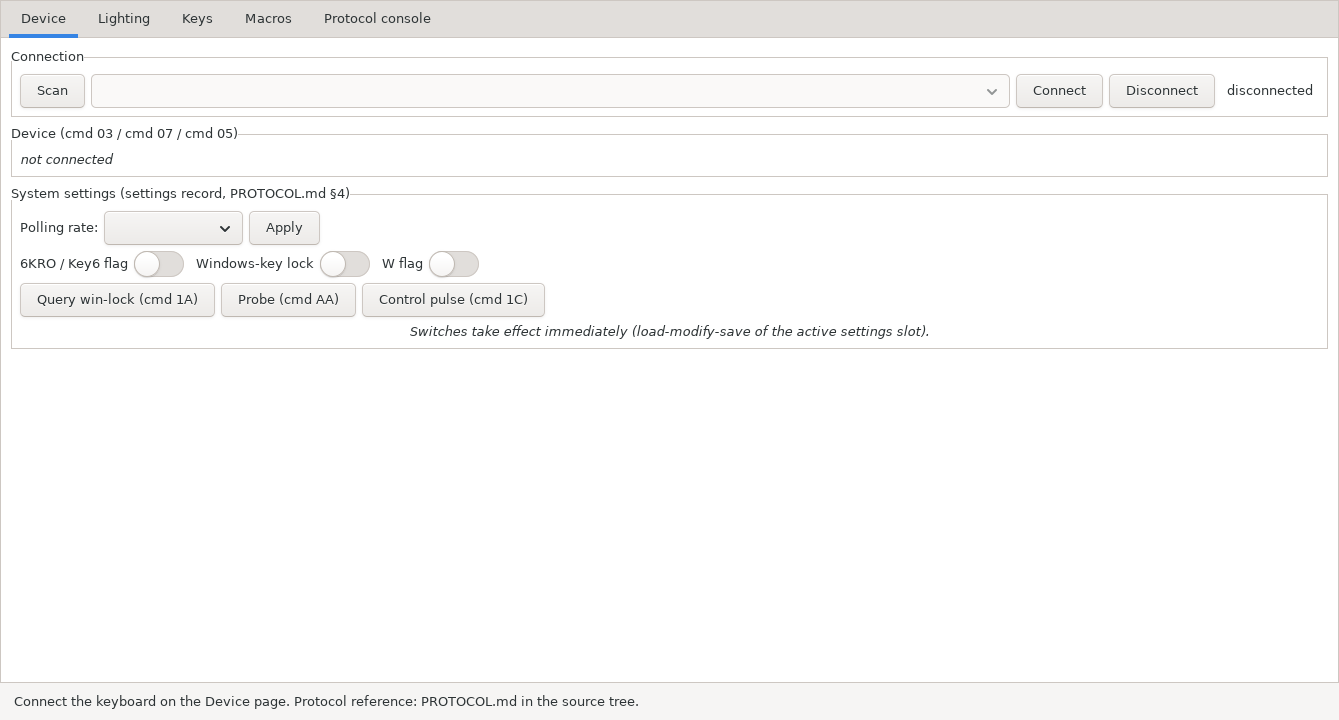 Device Lighting Keys Macros Protocol console
Connection
Scan Connect Disconnect disconnected
Device (cmd 03 / cmd 07 / cmd 05)
not connected
System settings (settings record, PROTOCOL.md §4)
Polling rate: Apply
6KRO / Key6 flag Windows-key lock W flag
Query win-lock (cmd 1A) Probe (cmd AA) Control pulse (cmd 1C)
Switches take effect immediately (load-modify-save of the active settings slot).
Connect the keyboard on the Device page. Protocol reference: PROTOCOL.md in the source tree.